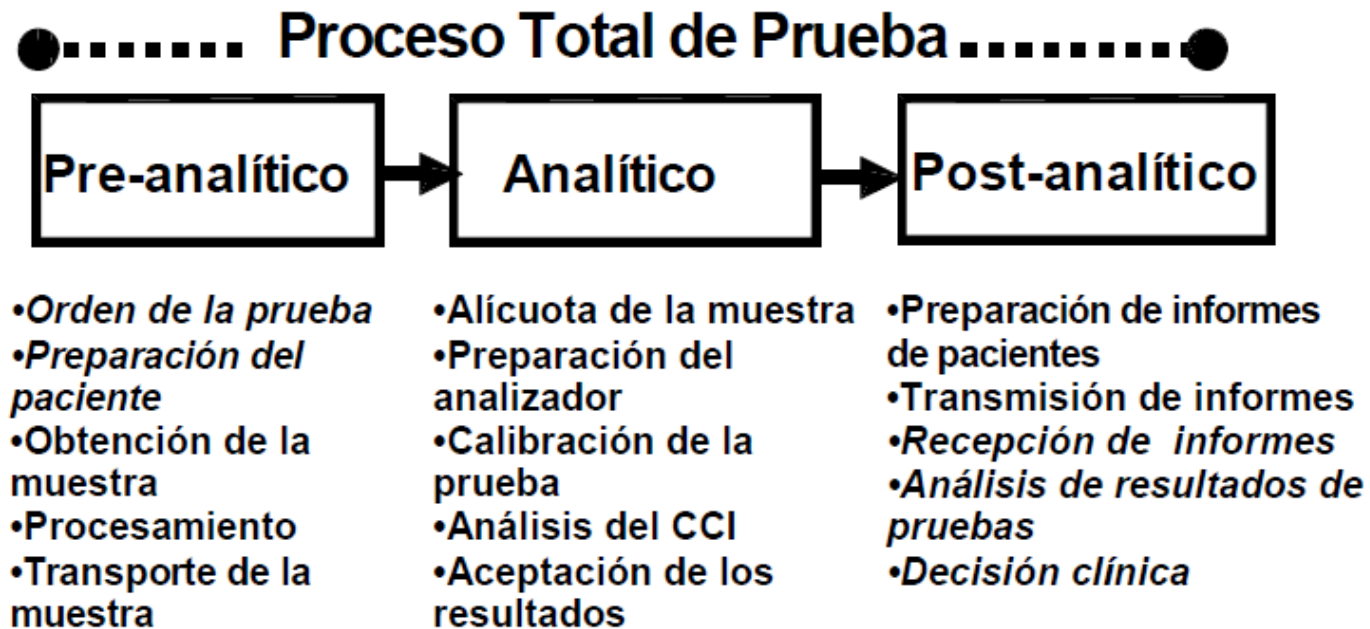 Proceso Total de Prueba
Pre-analítico
Analítico
Post-analítico
•Orden de la prueba
•Preparación del
paciente
•Obtención de la
muestra
•Procesamiento
•Transporte de la
muestra
•Alícuota de la muestra
•Preparación del
analizador
•Calibración de la
prueba
•Análisis del CCI
•Aceptación de los
resultados
•Preparación de informes
de pacientes
•Transmisión de informes
•Recepción de informes
•Análisis de resultados de
pruebas
•Decisión clínica